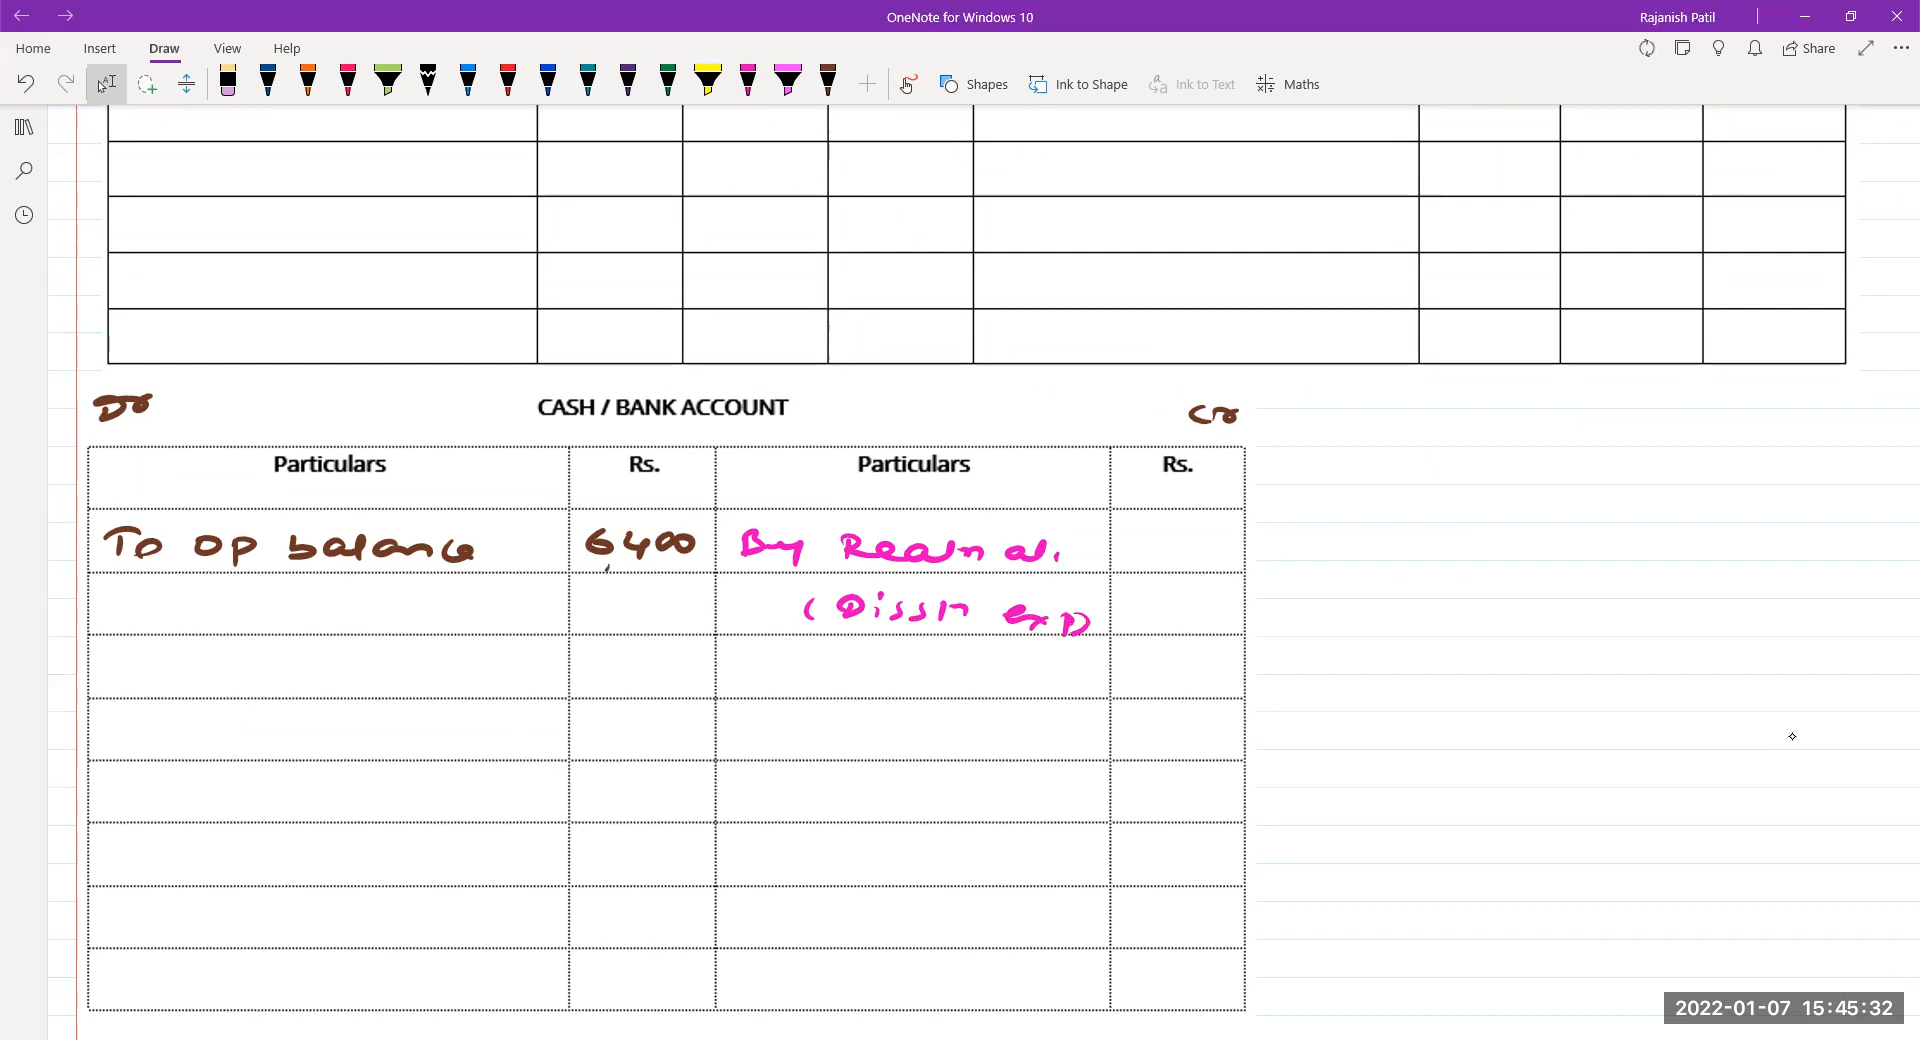 OneNote for Windows 10
Rajanish Patil
Home Insert Draw View Help
Share
Shapes Ink to Shape Ink to Text Maths
Dr CASH / BANK ACCOUNT Cr
Particulars Rs. Particulars Rs.
To op balance 6400 By Realn a/.
(Dissn exp
2022-01-07 15:45:32